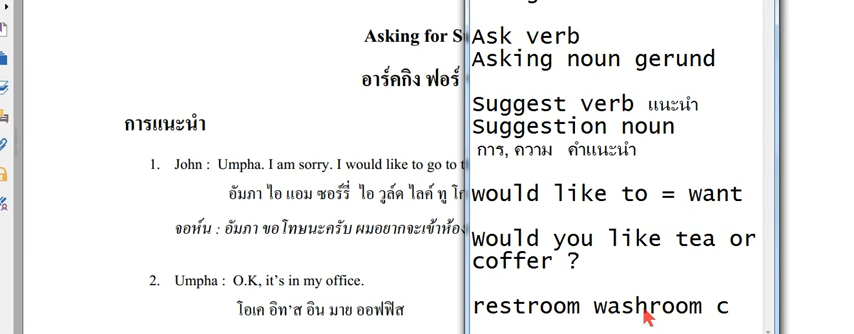 Asking for S
อาร์คกิง ฟอร์
การแนะนำ
1. John : Umpha. I am sorry. I would like to go to t
อัมภา ไอ แอม ซอร์รี่ ไอ วูล์ด ไลค์ ทู โก
จอห์น : อัมภา ขอโทษนะครับ ผมอยากจะเข้าห้อง
2. Umpha : O.K, it's in my office.
โอเค อิท'ส อิน มาย ออฟฟิส
Ask verb
Asking noun gerund
Suggest verb แนะนำ
Suggestion noun
การ, ความ คำแนะนำ
would like to = want
Would you like tea or
coffer ?
restroom washroom c